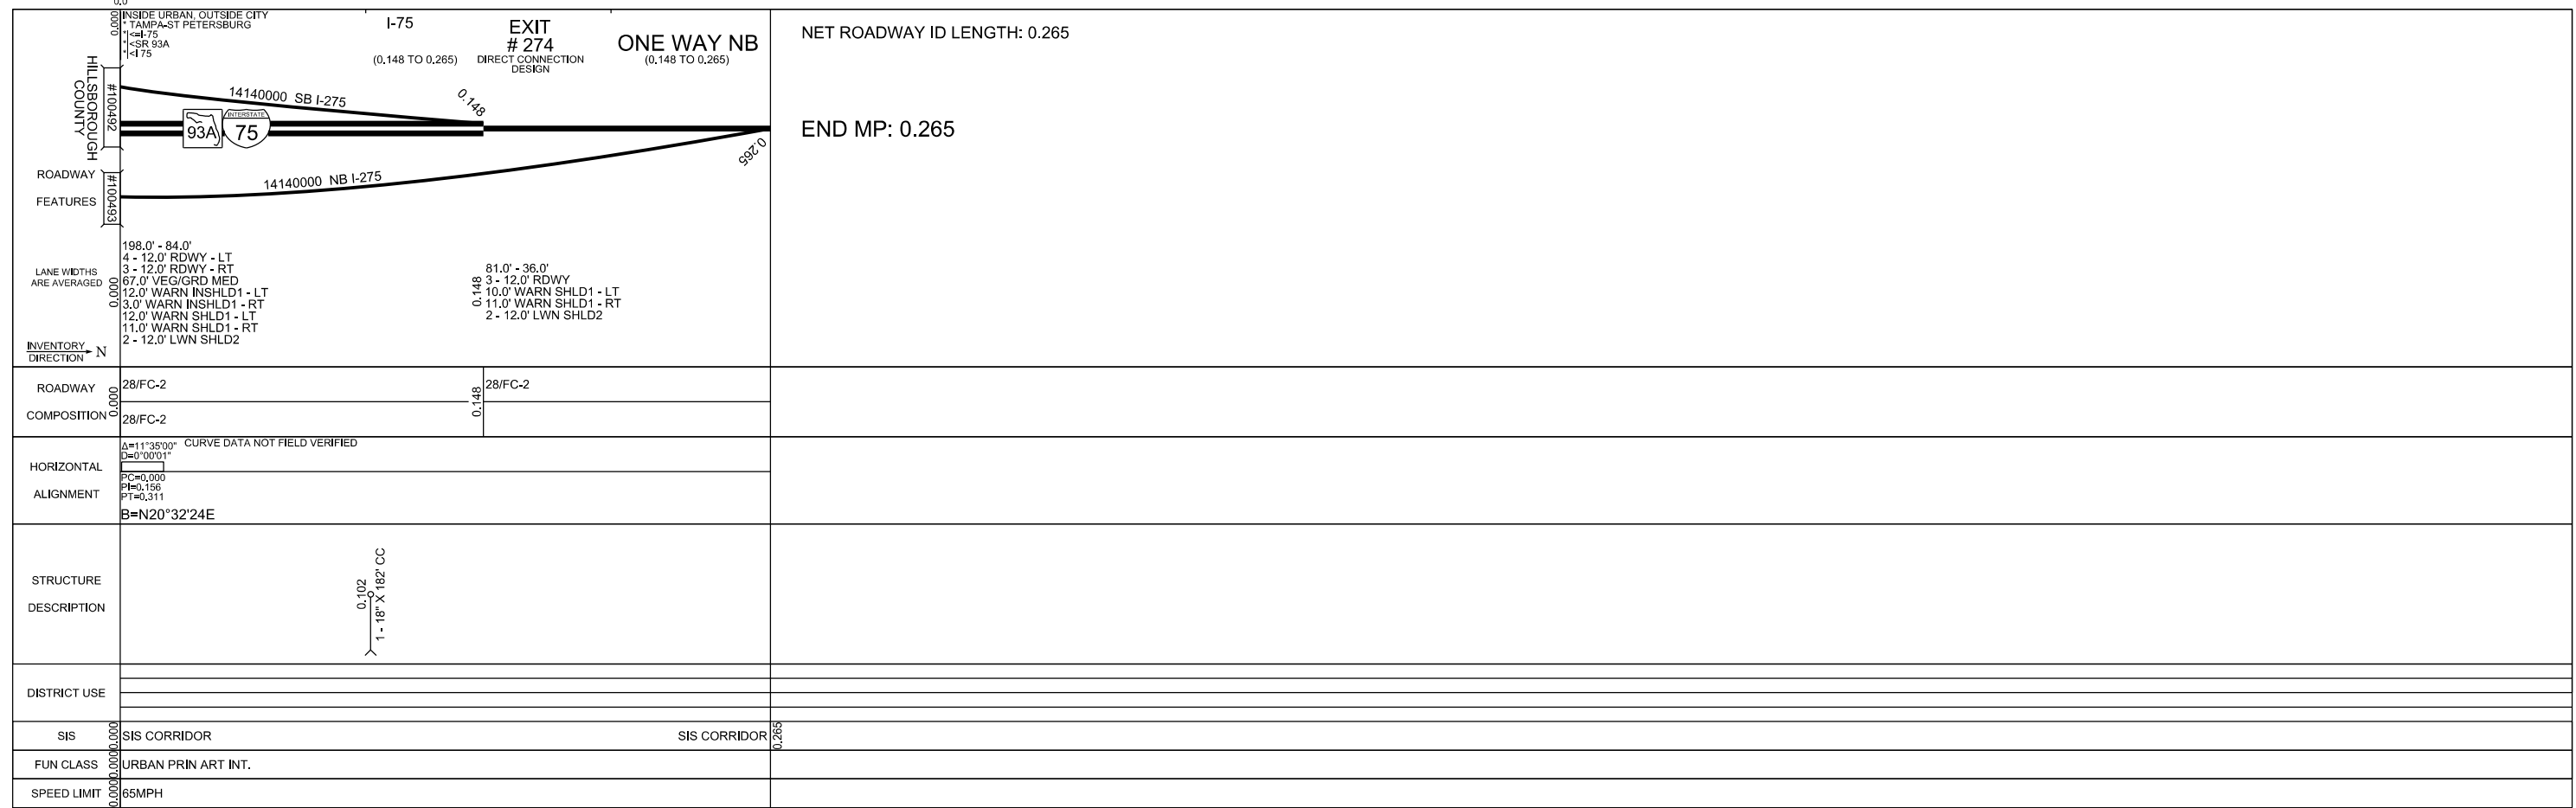 0.0
0.000
INSIDE URBAN, OUTSIDE CITY
* TAMPA-ST PETERSBURG
* <=I-75
* <SR 93A
* <I 75
I-75
(0.148 TO 0.265)
EXIT
# 274
DIRECT CONNECTION
DESIGN
ONE WAY NB
(0.148 TO 0.265)
NET ROADWAY ID LENGTH: 0.265
END MP: 0.265
HILLSBOROUGH
COUNTY
#100492
#100493
14140000 SB I-275
0.148
93A
INTERSTATE
75
0.265
14140000 NB I-275
ROADWAY
FEATURES
LANE WIDTHS
ARE AVERAGED
0.000
198.0' - 84.0'
4 - 12.0' RDWY - LT
3 - 12.0' RDWY - RT
67.0' VEG/GRD MED
12.0' WARN INSHLD1 - LT
3.0' WARN INSHLD1 - RT
12.0' WARN SHLD1 - LT
11.0' WARN SHLD1 - RT
2 - 12.0' LWN SHLD2
0.148
81.0' - 36.0'
3 - 12.0' RDWY
10.0' WARN SHLD1 - LT
11.0' WARN SHLD1 - RT
2 - 12.0' LWN SHLD2
INVENTORY
DIRECTION
N
ROADWAY
COMPOSITION
0.000
28/FC-2
28/FC-2
0.148
28/FC-2
HORIZONTAL
ALIGNMENT
Δ=11°35'00"
CURVE DATA NOT FIELD VERIFIED
D=0°00'01"
PC=0.000
PI=0.156
PT=0.311
B=N20°32'24E
STRUCTURE
DESCRIPTION
0.102
1 - 18" X 182' CC
DISTRICT USE
SIS
0.000
SIS CORRIDOR
SIS CORRIDOR
0.265
FUN CLASS
0.000
URBAN PRIN ART INT.
SPEED LIMIT
0.000
65MPH